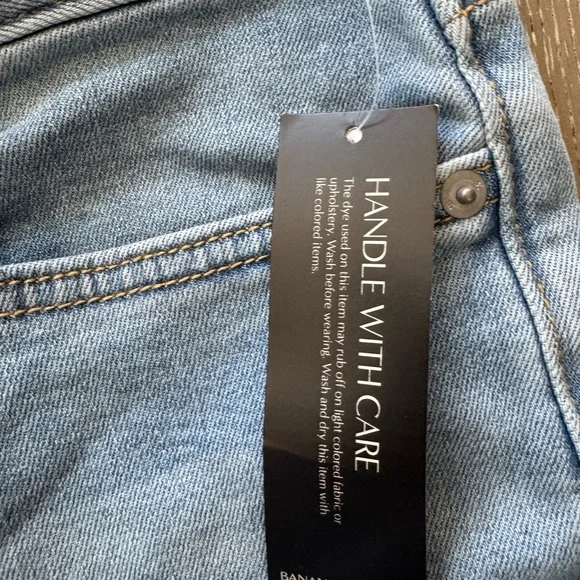 HANDLE WITH CARE
The dye used on this item may rub off on light colored fabric or
upholstery. Wash before wearing. Wash and dry this item with
like colored items.
BANAN